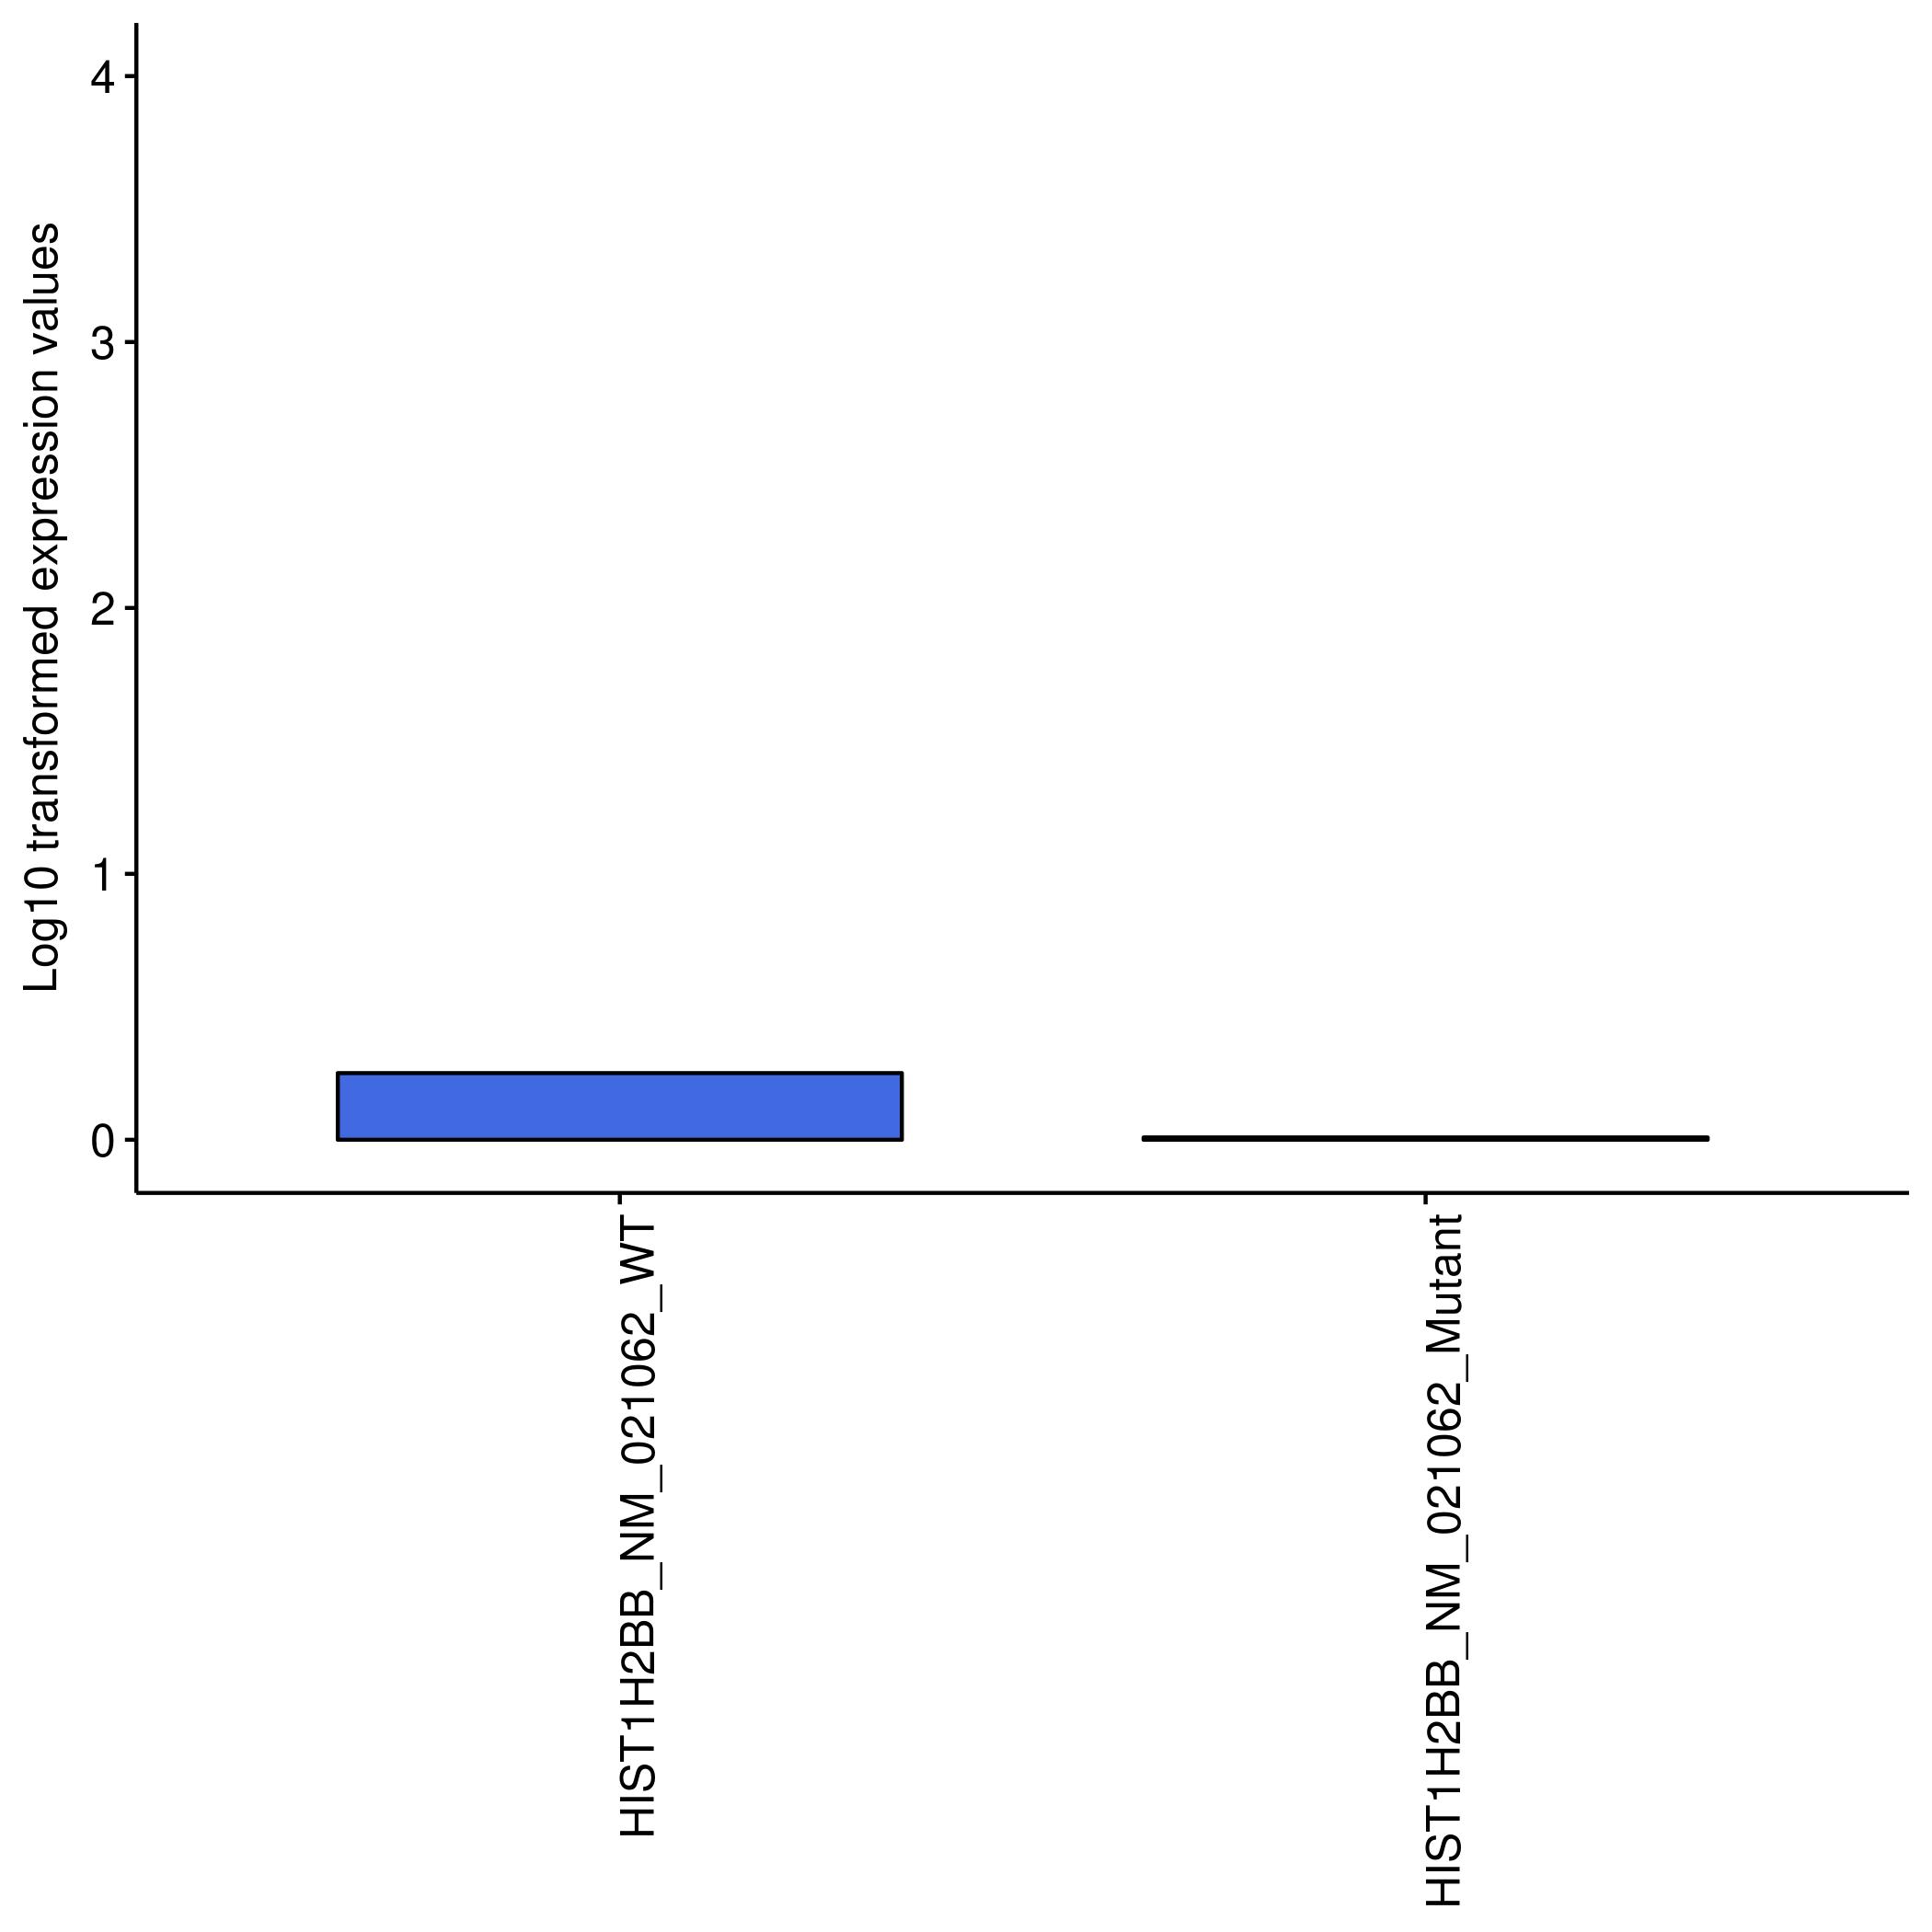 Log10 transformed expression values
4
3
2
1
0
HIST1H2BB_NM_021062_WT
HIST1H2BB_NM_021062_Mutant